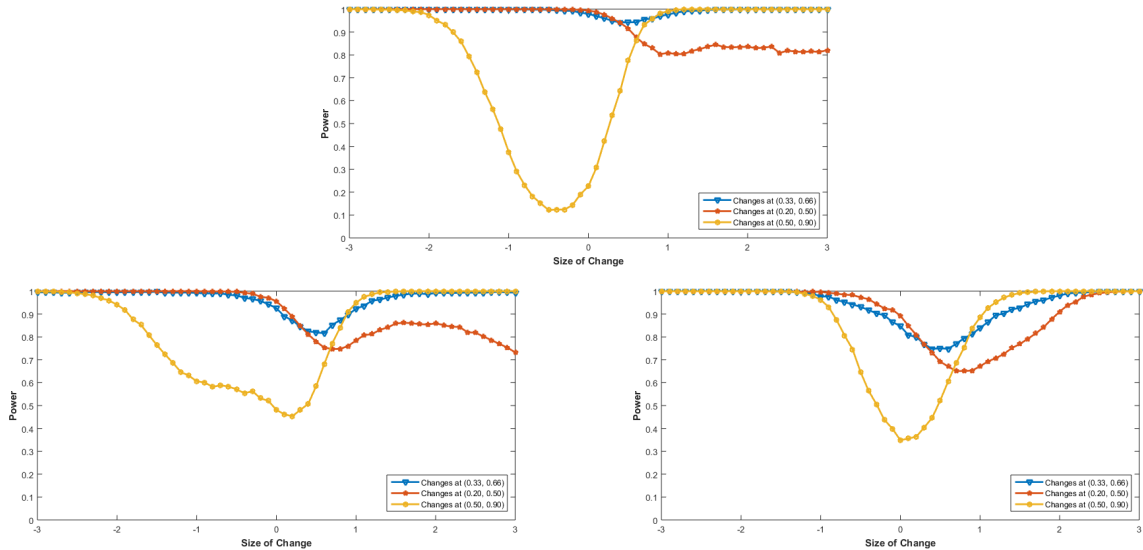 1
0.9
0.8
0.7
0.6
0.5
0.4
0.3
0.2
0.1
0
Power
-3 -2 -1 0 1 2 3
Size of Change
Changes at (0.33, 0.66)
Changes at (0.20, 0.50)
Changes at (0.50, 0.90)
1
0.9
0.8
0.7
0.6
0.5
0.4
0.3
0.2
0.1
0
Power
-3 -2 -1 0 1 2 3
Size of Change
Changes at (0.33, 0.66)
Changes at (0.20, 0.50)
Changes at (0.50, 0.90)
1
0.9
0.8
0.7
0.6
0.5
0.4
0.3
0.2
0.1
0
Power
-3 -2 -1 0 1 2 3
Size of Change
Changes at (0.33, 0.66)
Changes at (0.20, 0.50)
Changes at (0.50, 0.90)